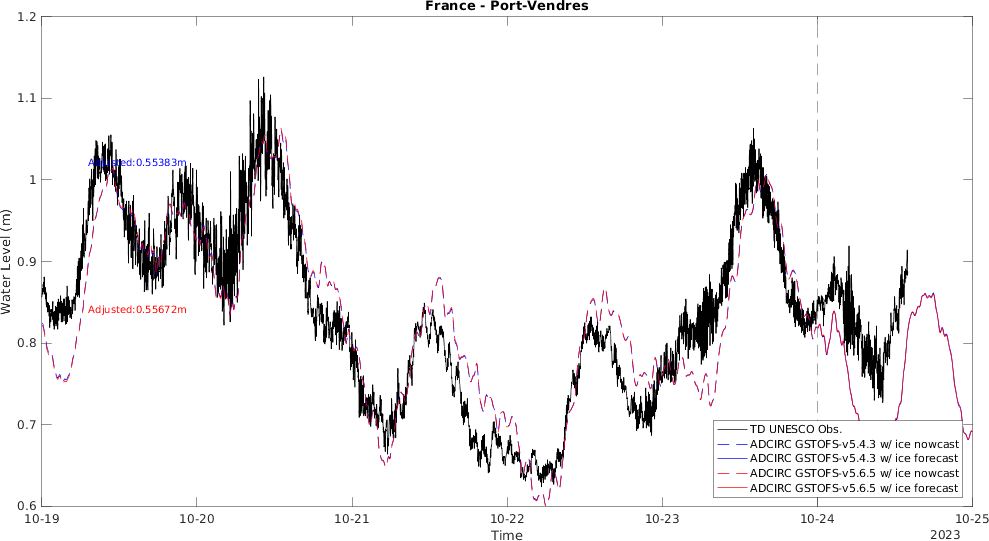 France - Port-Vendres
1.2
1.1
1
0.9
0.8
0.7
0.6
Water Level (m)
Adjusted:0.55383m
Adjusted:0.55672m
TD UNESCO Obs.
ADCIRC GSTOFS-v5.4.3 w/ ice nowcast
ADCIRC GSTOFS-v5.4.3 w/ ice forecast
ADCIRC GSTOFS-v5.6.5 w/ ice nowcast
ADCIRC GSTOFS-v5.6.5 w/ ice forecast
10-19 10-20 10-21 10-22 10-23 10-24 10-25
Time
2023